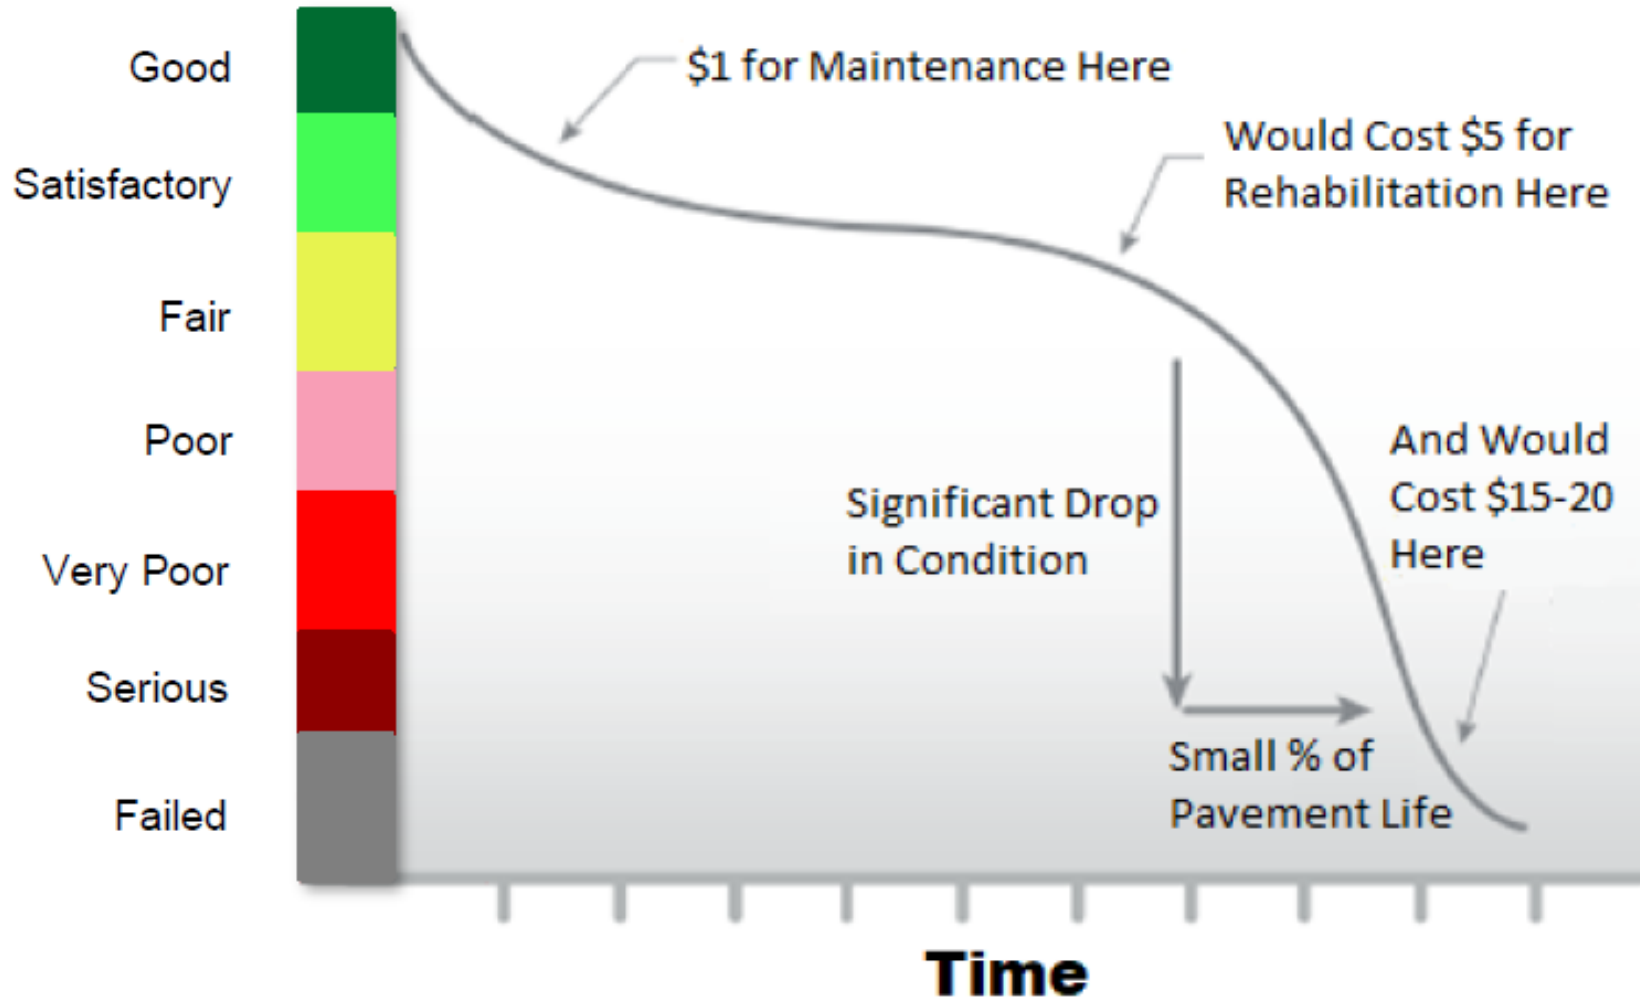 Good
Satisfactory
Fair
Poor
Very Poor
Serious
Failed
$1 for Maintenance Here
Would Cost $5 for
Rehabilitation Here
Significant Drop
in Condition
And Would
Cost $15-20
Here
Small % of
Pavement Life
Time